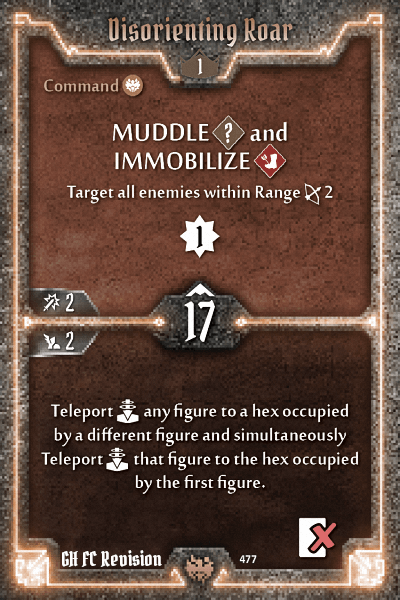 Disorienting Roar
1
Command
MUDDLE and
IMMOBILIZE
Target all enemies within Range 2
1
2
17
2
Teleport any figure to a hex occupied
by a different figure and simultaneously
Teleport that figure to the hex occupied
by the first figure.
GH FC Revision
477